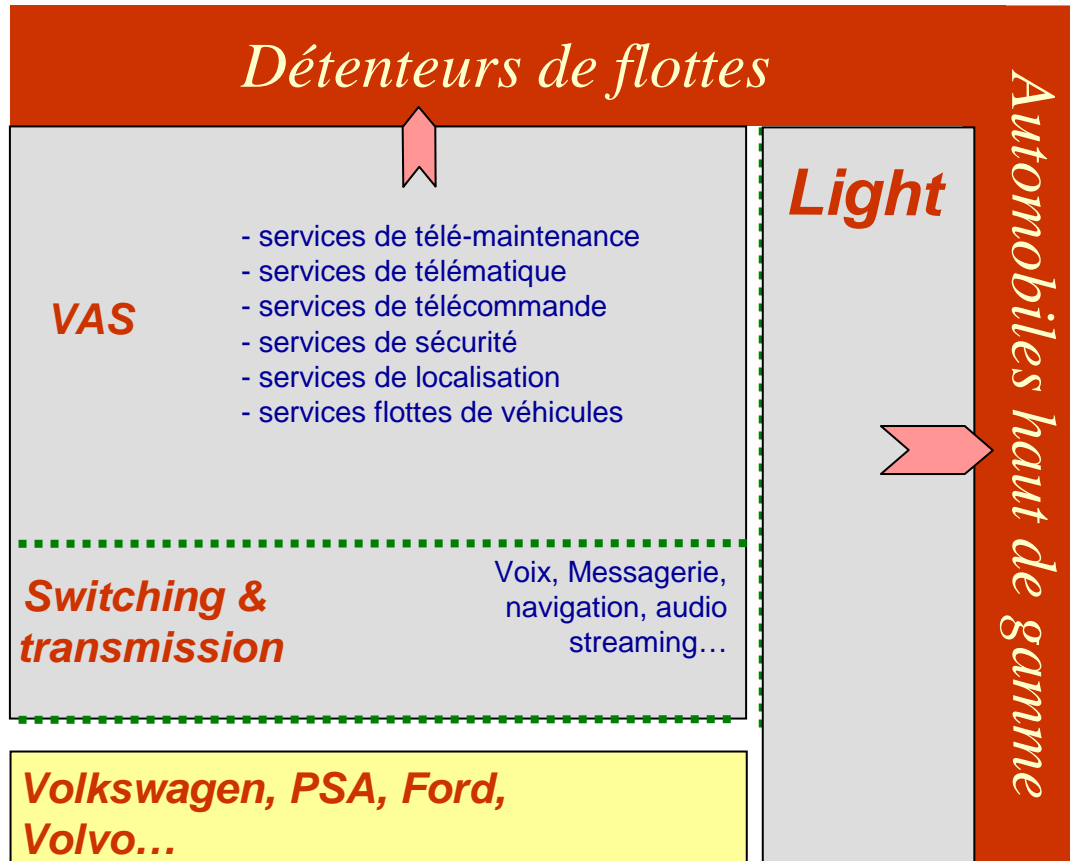 Détenteurs de flottes
Automobiles haut de gamme
Light
VAS
- services de télé-maintenance
- services de télématique
- services de télécommande
- services de sécurité
- services de localisation
- services flottes de véhicules
Switching &
transmission
Voix, Messagerie,
navigation, audio
streaming…
Volkswagen, PSA, Ford,
Volvo…